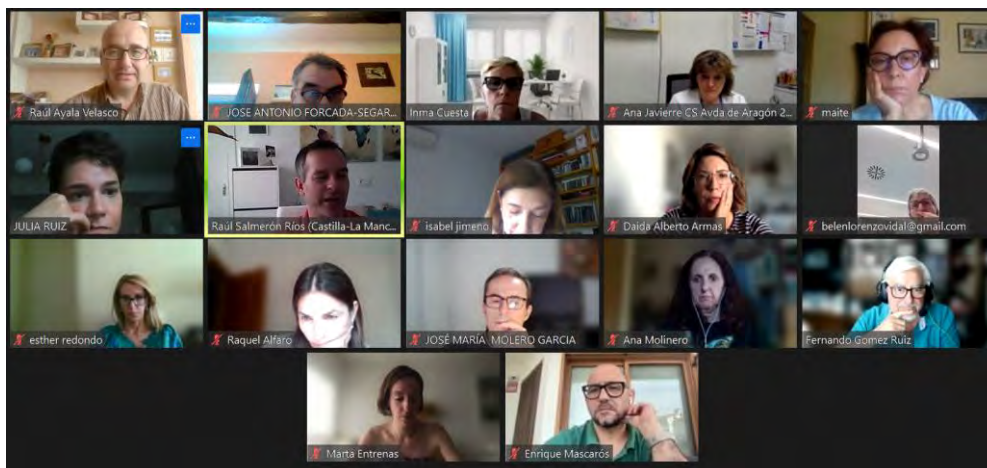 Raúl Ayala Velasco
JOSE ANTONIO FORCADA-SEGAR...
Inma Cuesta
Ana Javierre CS Avda de Aragón 2...
maite
JULIA RUIZ
Raúl Salmerón Ríos (Castilla-La Manc...
isabel jimeno
Daida Alberto Armas
belenlorenzovidal@gmail.com
esther redondo
Raquel Alfaro
JOSÉ MARIA MOLERO GARCIA
Ana Molinero
Fernando Gomez Ruiz
Marta Entrenas
Enrique Mascarós